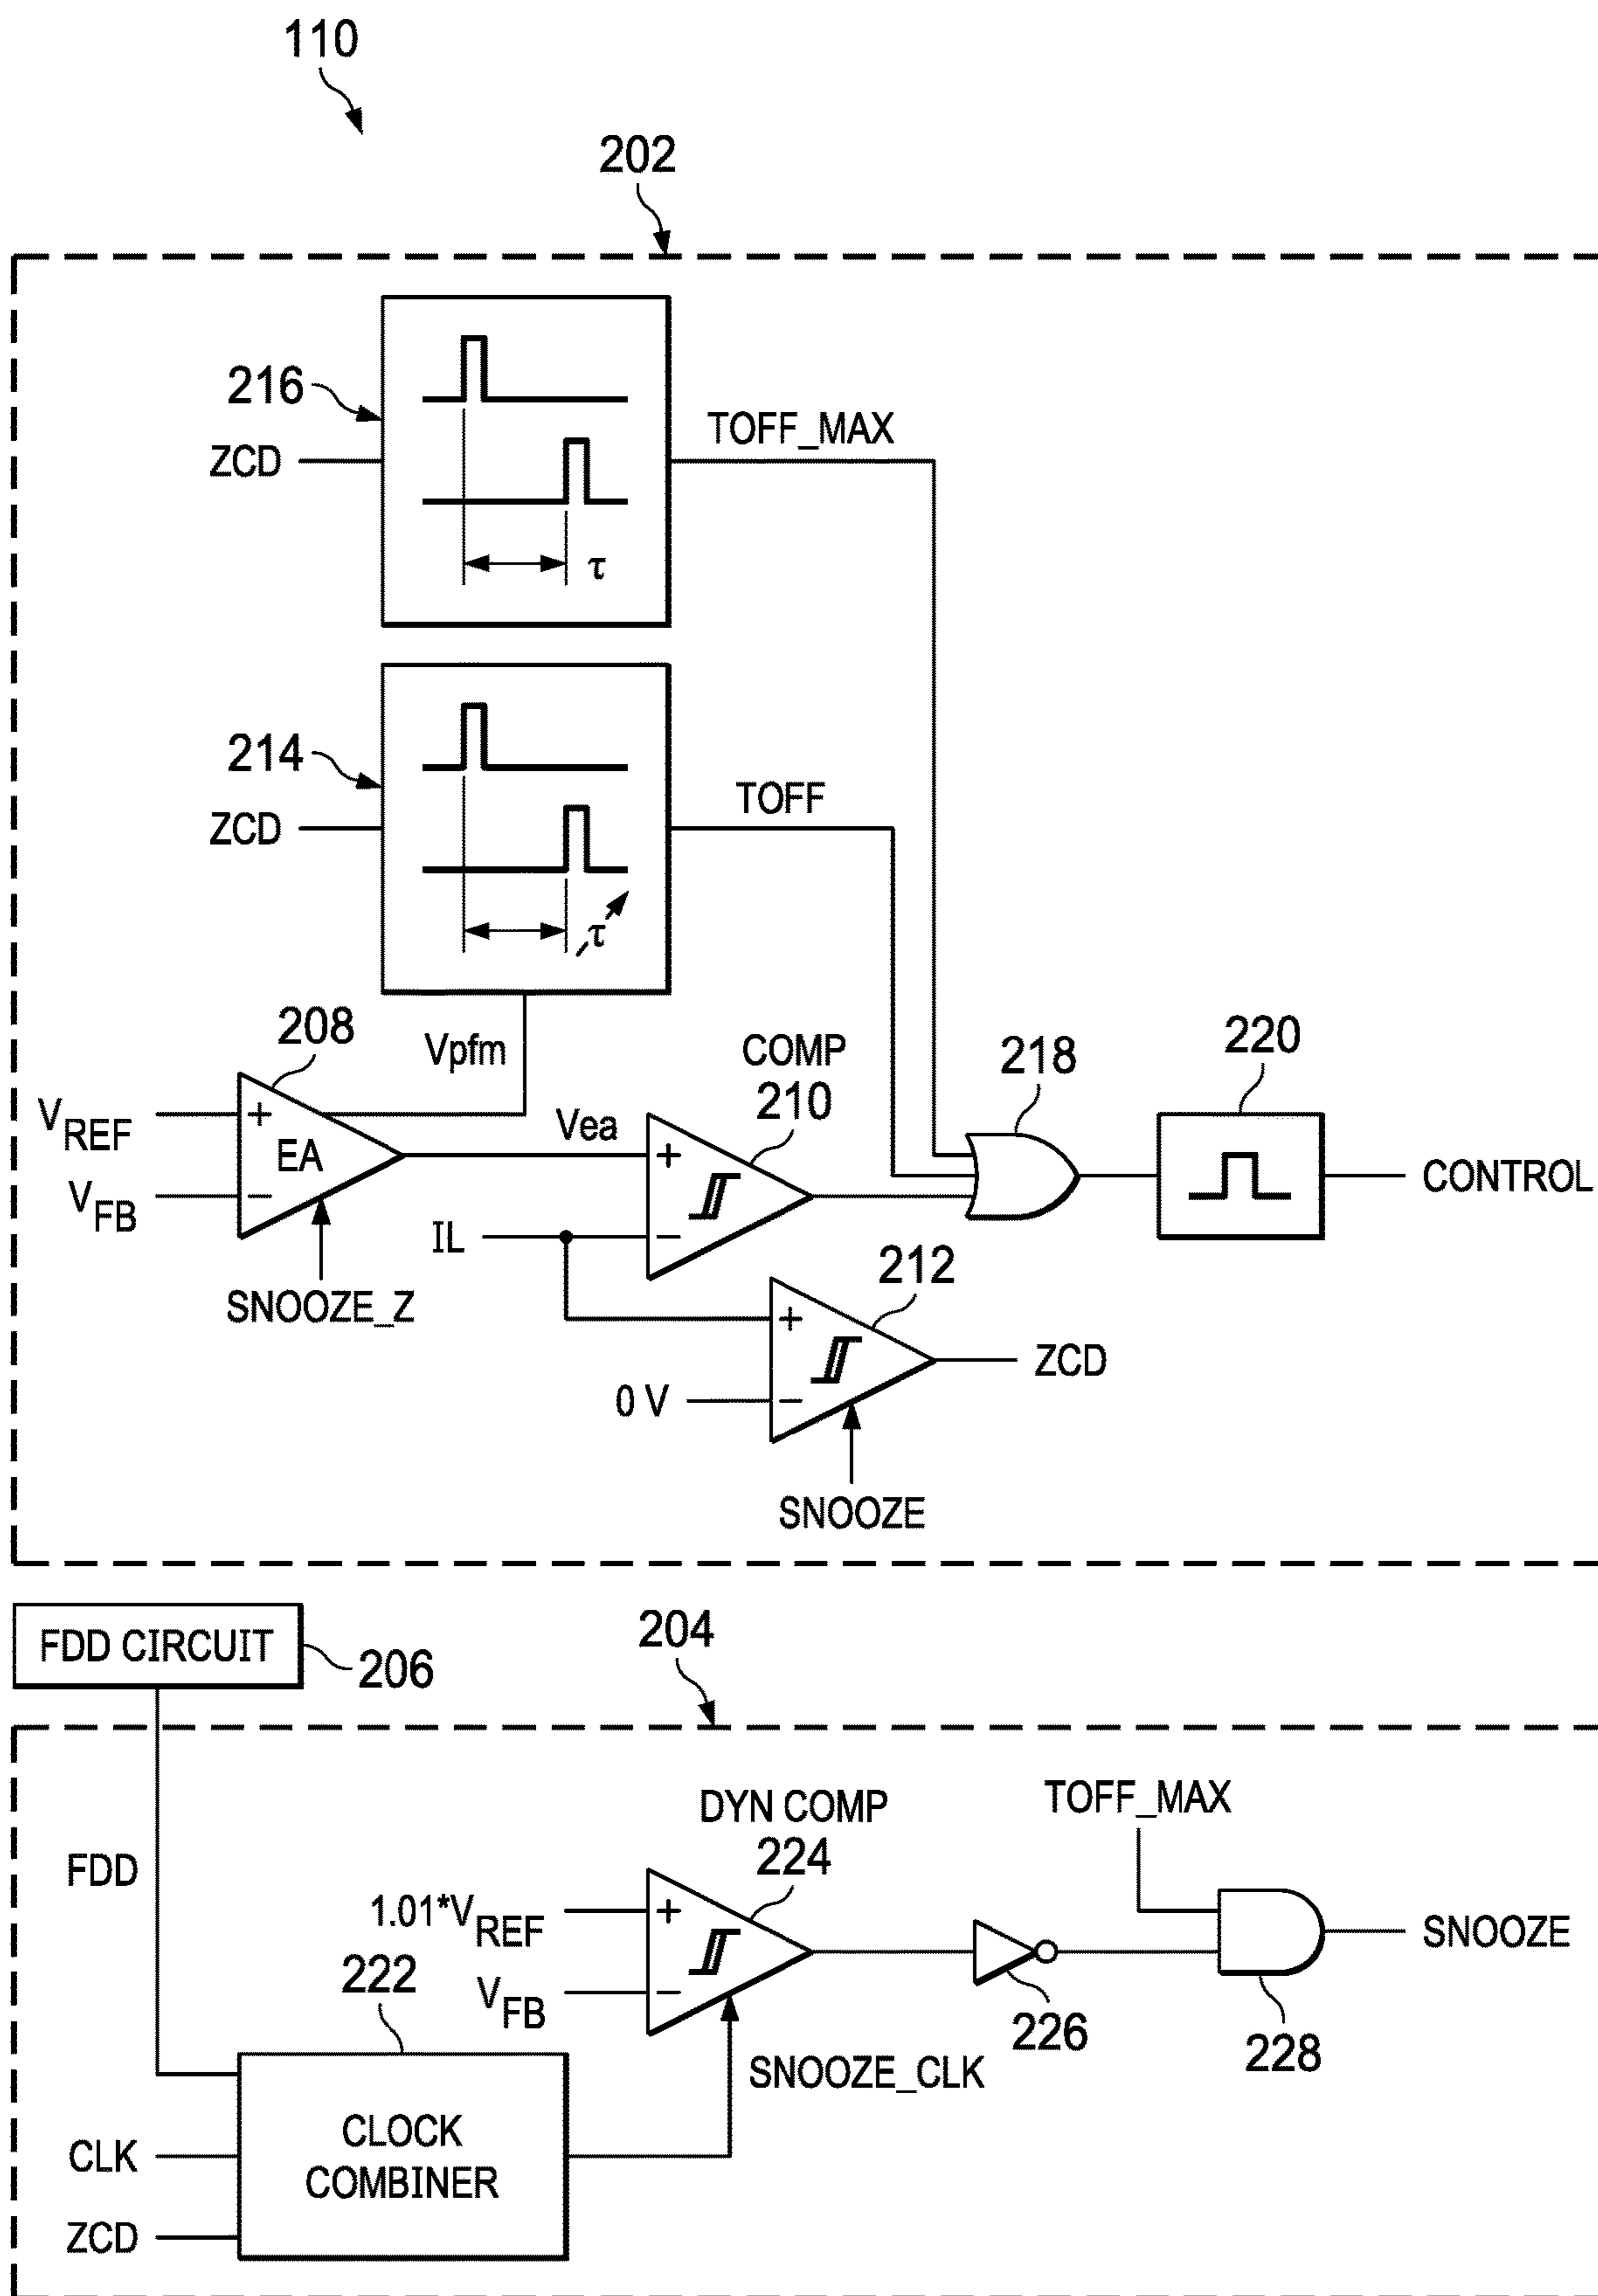 110
202
216
ZCD
TOFF_MAX
τ
214
ZCD
TOFF
τ
208
Vpfm
VREF
+
EA
VFB
−
SNOOZE_Z
Vea
COMP
210
+
IL
−
218
220
CONTROL
212
+
0 V
−
ZCD
SNOOZE
FDD CIRCUIT
206
204
FDD
DYN COMP
224
TOFF_MAX
1.01*VREF
+
VFB
−
SNOOZE
226
228
222
SNOOZE_CLK
CLOCK
COMBINER
CLK
ZCD